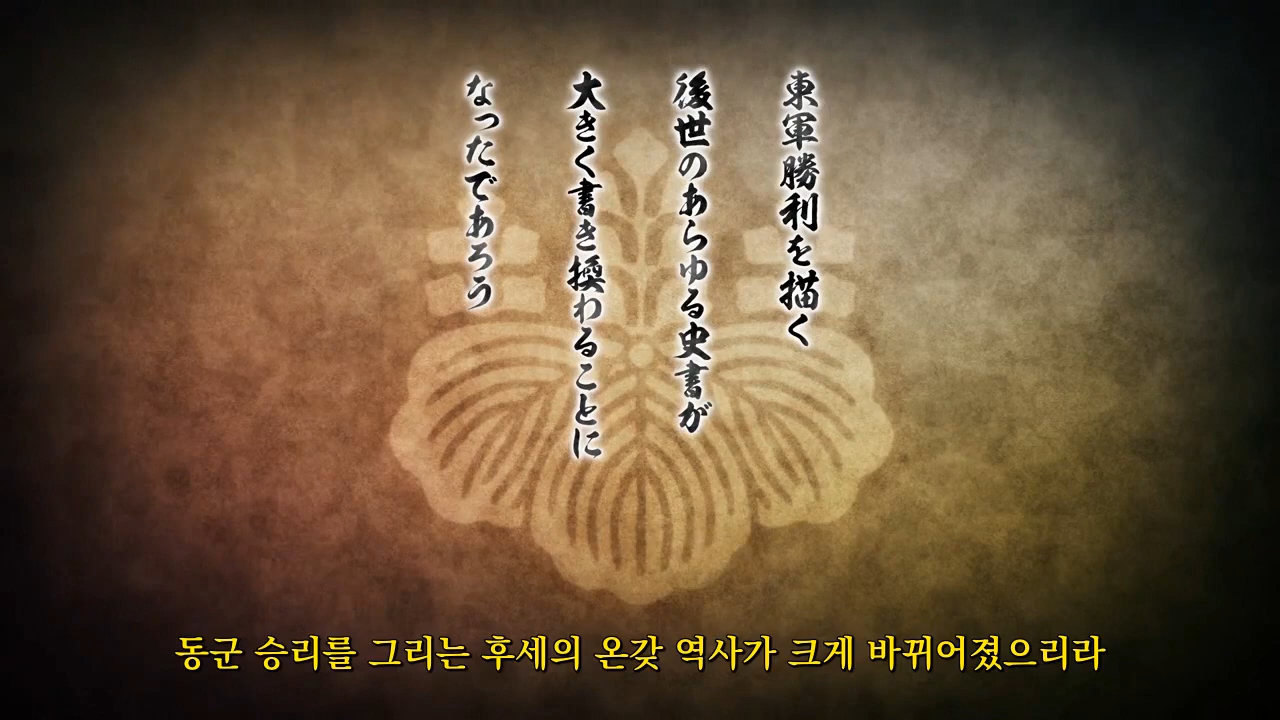 東軍勝利を描く
後世のあらゆる史書が
大きく書き換わることに
なったであろう
동군 승리를 그리는 후세의 온갖 역사가 크게 바뀌어졌으리라